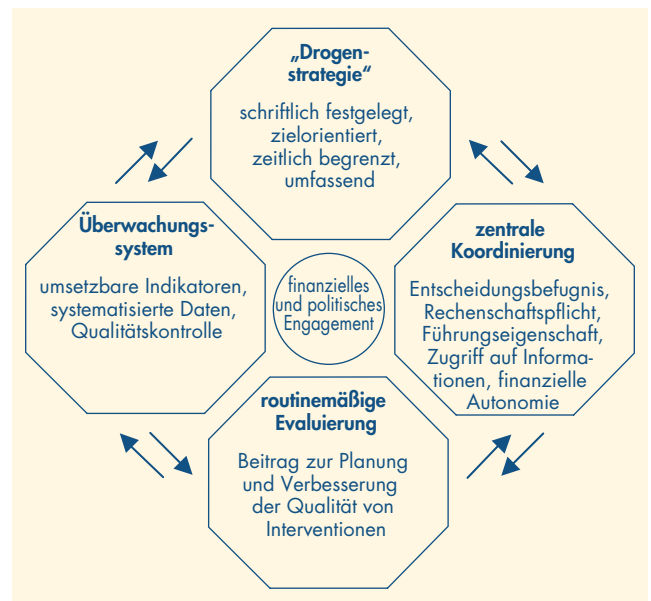 „Drogen-
strategie“
schriftlich festgelegt,
zielorientiert,
zeitlich begrenzt,
umfassend
Überwachungs-
system
umsetzbare Indikatoren,
systematisierte Daten,
Qualitätskontrolle
finanzielles
und politisches
Engagement
zentrale
Koordinierung
Entscheidungsbefugnis,
Rechenschaftspflicht,
Führungseigenschaft,
Zugriff auf Informa-
tionen, finanzielle
Autonomie
routinemäßige
Evaluierung
Beitrag zur Planung
und Verbesserung
der Qualität von
Interventionen